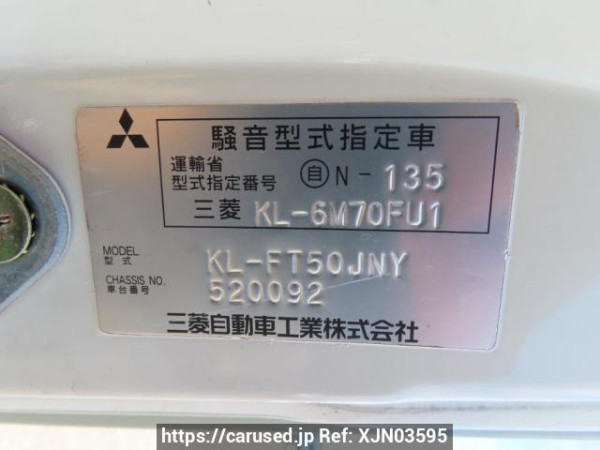 騒音型式指定車
運輸省
型式指定番号 自 N-135
三菱 KL-6M70FU1
MODEL
型式 KL-FT50JNY
CHASSIS NO.
車台番号 520092
三菱自動車工業株式会社
https://carused.jp Ref: XJN03595